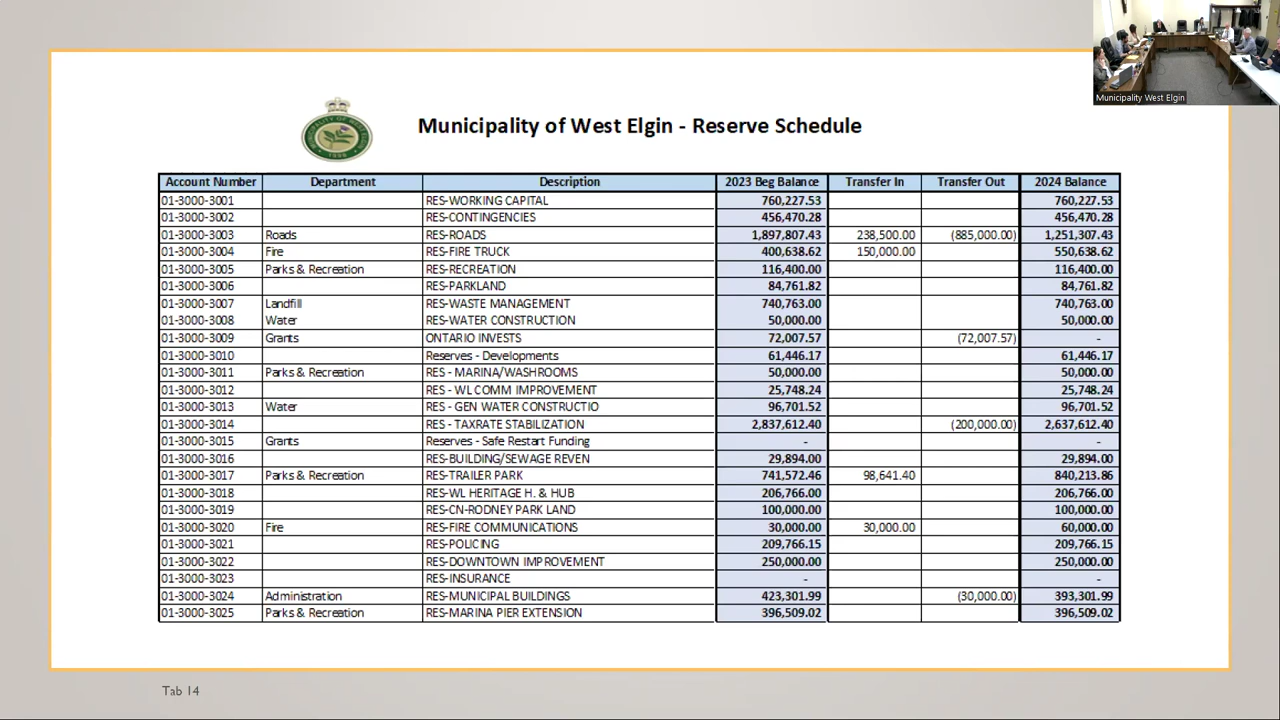 Municipality West Elgin
Municipality of West Elgin - Reserve Schedule
Account Number Department Description 2023 Beg Balance Transfer In Transfer Out 2024 Balance
01-3000-3001 RES-WORKING CAPITAL 760,227.53 760,227.53
01-3000-3002 RES-CONTINGENCIES 456,470.28 456,470.28
01-3000-3003 Roads RES-ROADS 1,897,807.43 238,500.00 (885,000.00) 1,251,307.43
01-3000-3004 Fire RES-FIRE TRUCK 400,638.62 150,000.00 550,638.62
01-3000-3005 Parks & Recreation RES-RECREATION 116,400.00 116,400.00
01-3000-3006 RES-PARKLAND 84,761.82 84,761.82
01-3000-3007 Landfill RES-WASTE MANAGEMENT 740,763.00 740,763.00
01-3000-3008 Water RES-WATER CONSTRUCTION 50,000.00 50,000.00
01-3000-3009 Grants ONTARIO INVESTS 72,007.57 (72,007.57) -
01-3000-3010 Reserves - Developments 61,446.17 61,446.17
01-3000-3011 Parks & Recreation RES - MARINA/WASHROOMS 50,000.00 50,000.00
01-3000-3012 RES - WL COMM IMPROVEMENT 25,748.24 25,748.24
01-3000-3013 Water RES - GEN WATER CONSTRUCTIO 96,701.52 96,701.52
01-3000-3014 RES - TAXRATE STABILIZATION 2,837,612.40 (200,000.00) 2,637,612.40
01-3000-3015 Grants Reserves - Safe Restart Funding - -
01-3000-3016 RES-BUILDING/SEWAGE REVEN 29,894.00 29,894.00
01-3000-3017 Parks & Recreation RES-TRAILER PARK 741,572.46 98,641.40 840,213.86
01-3000-3018 RES-WL HERITAGE H. & HUB 206,766.00 206,766.00
01-3000-3019 RES-CN-RODNEY PARK LAND 100,000.00 100,000.00
01-3000-3020 Fire RES-FIRE COMMUNICATIONS 30,000.00 30,000.00 60,000.00
01-3000-3021 RES-POLICING 209,766.15 209,766.15
01-3000-3022 RES-DOWNTOWN IMPROVEMENT 250,000.00 250,000.00
01-3000-3023 RES-INSURANCE - -
01-3000-3024 Administration RES-MUNICIPAL BUILDINGS 423,301.99 (30,000.00) 393,301.99
01-3000-3025 Parks & Recreation RES-MARINA PIER EXTENSION 396,509.02 396,509.02
Tab 14